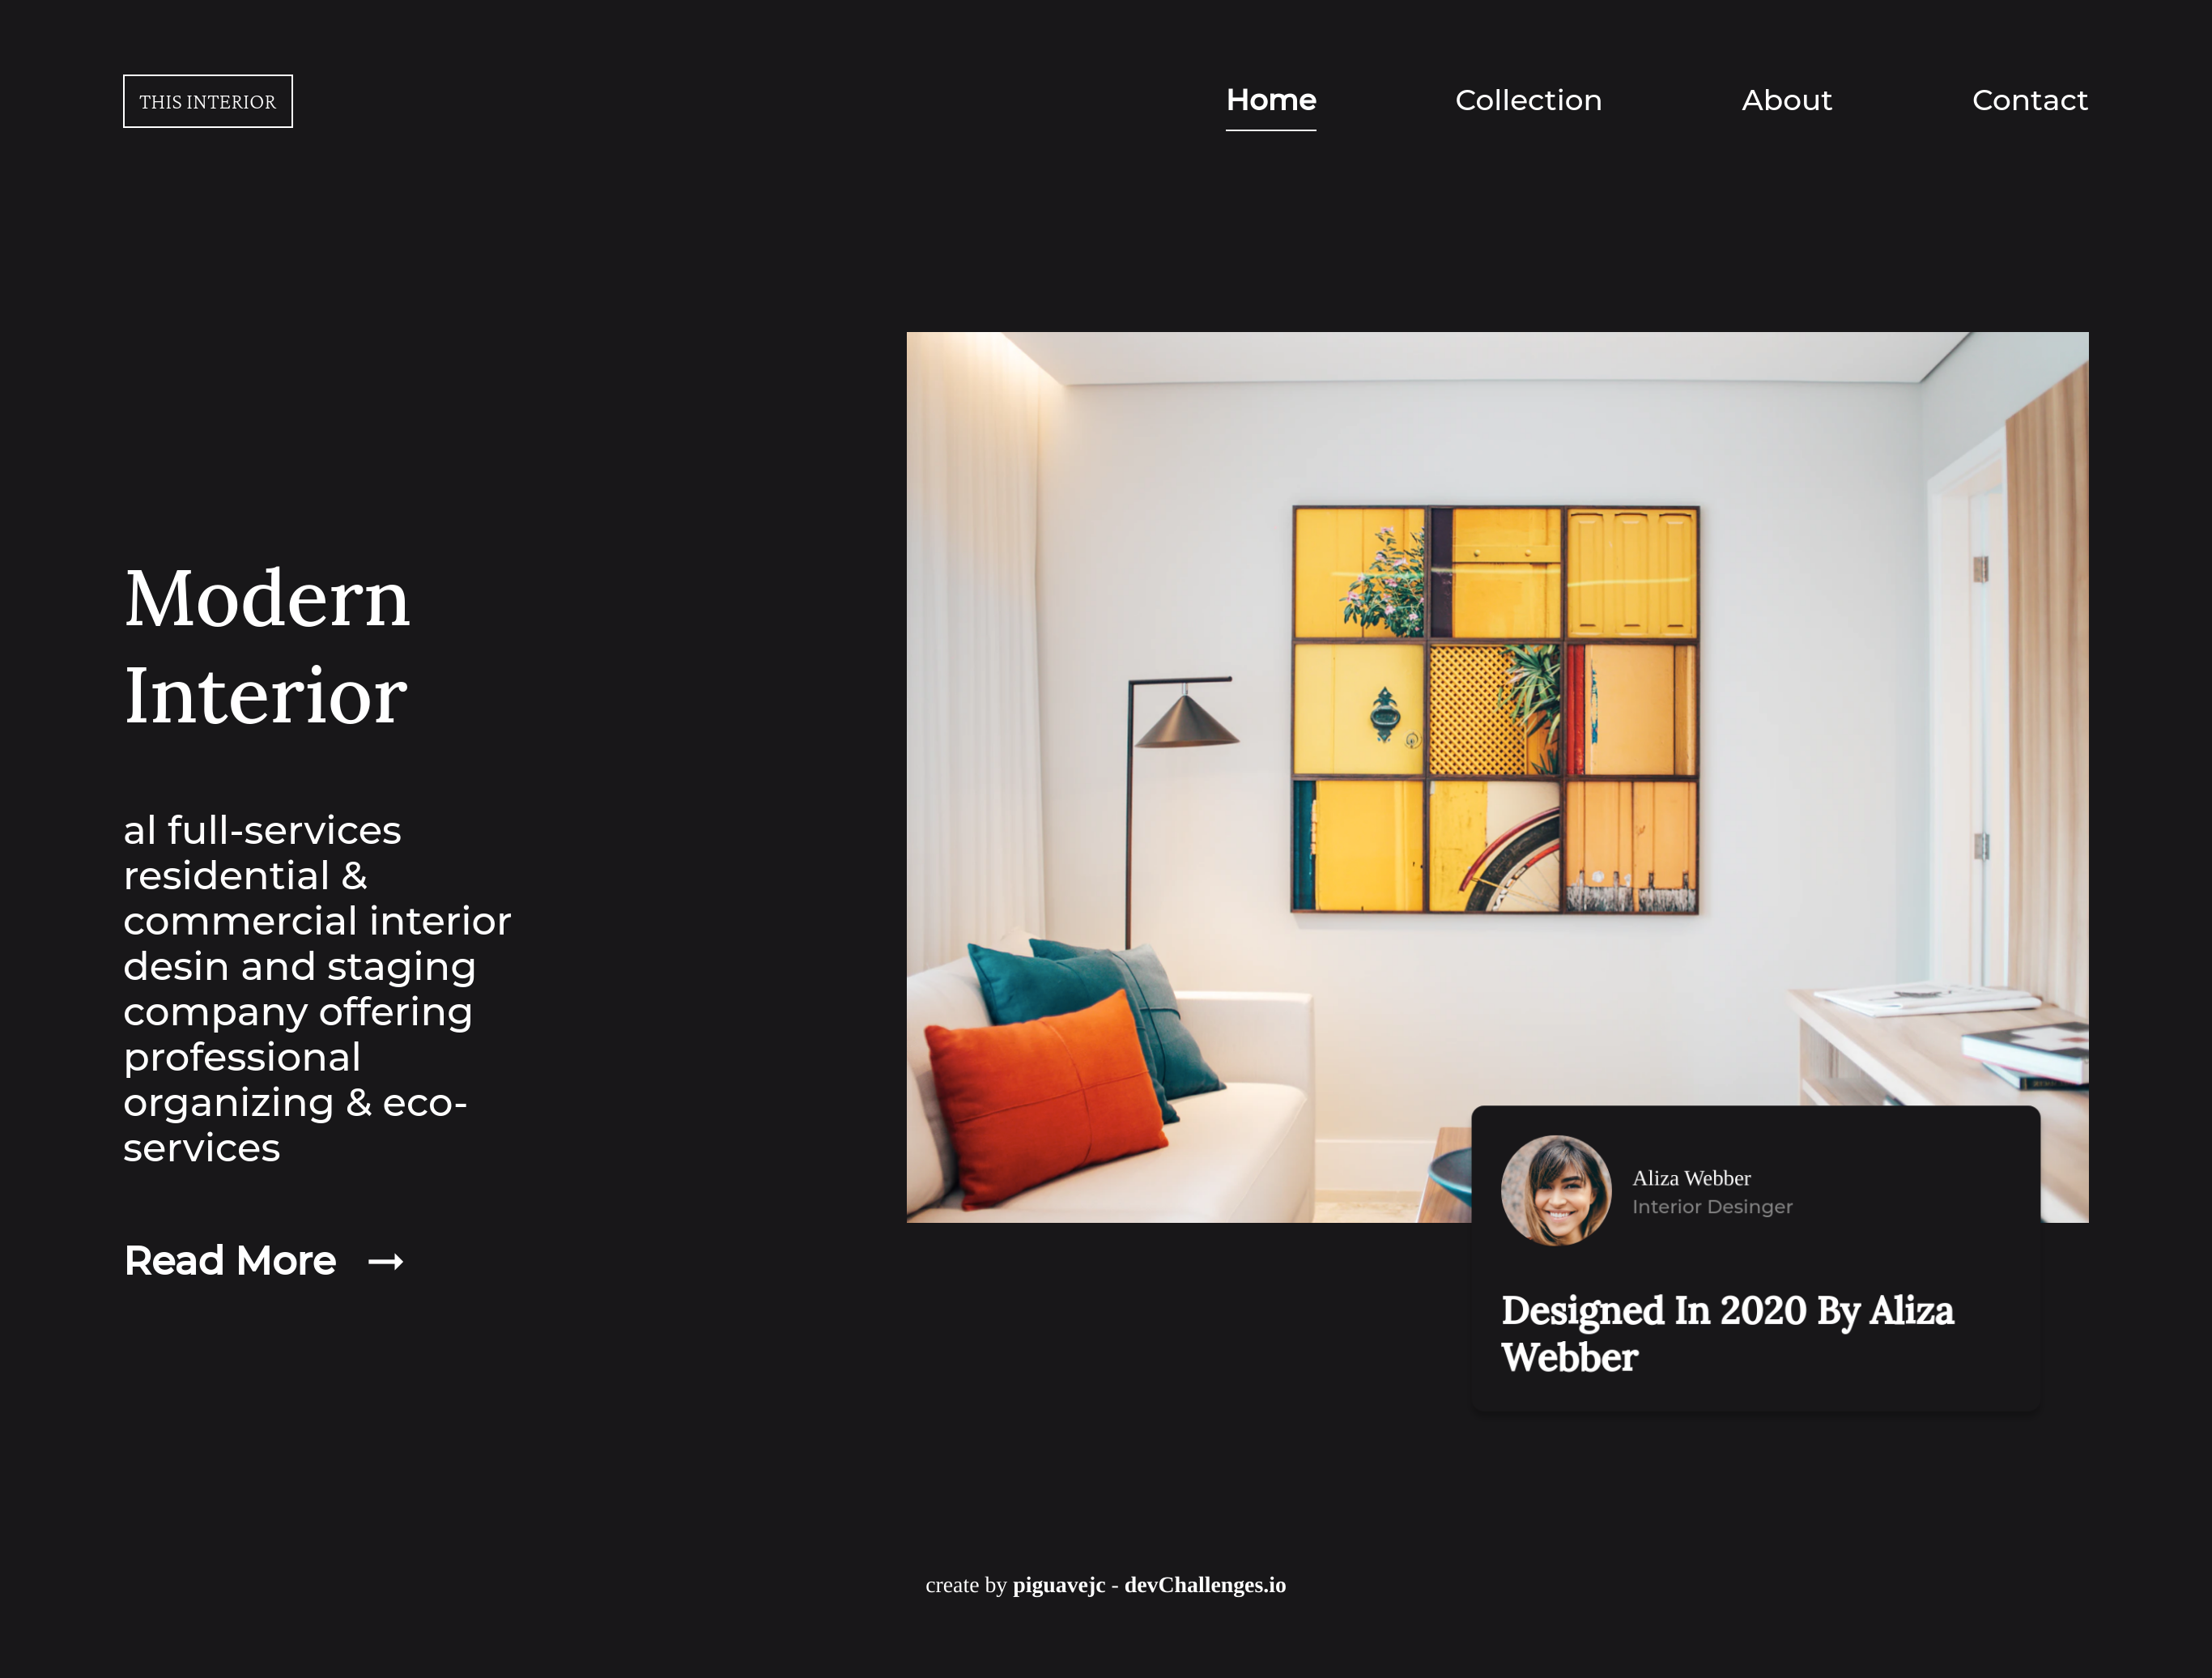 THIS INTERIOR
Home
Collection
About
Contact
Modern
Interior
al full-services
residential &
commercial interior
desin and staging
company offering
professional
organizing & eco-
services
Read More
Aliza Webber
Interior Desinger
Designed In 2020 By Aliza
Webber
create by piguavejc - devChallenges.io